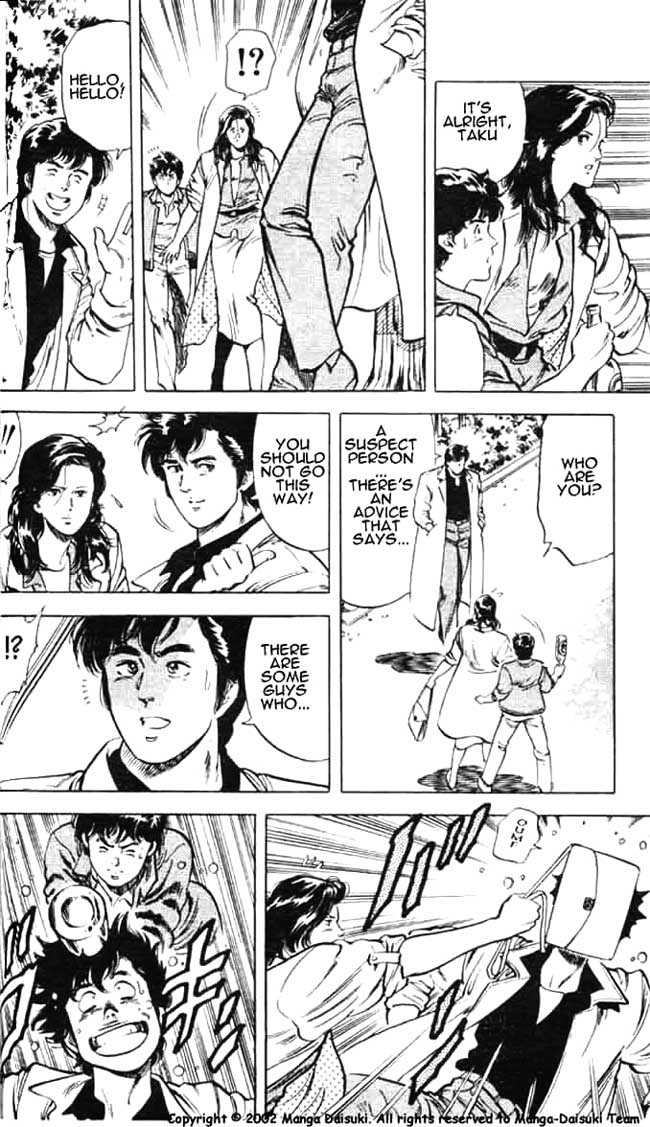 IT'S
ALRIGHT,
TAKU
!?
HELLO,
HELLO!
WHO
ARE
YOU?
A
SUSPECT
PERSON
...
THERE'S
AN
ADVICE
THAT
SAYS...
YOU
SHOULD
NOT GO
THIS
WAY!
!!
THERE
ARE
SOME
GUYS
WHO...
!?
Copyright © 2002 Manga Daisuki. All rights reserved to Manga-Daisuki Team